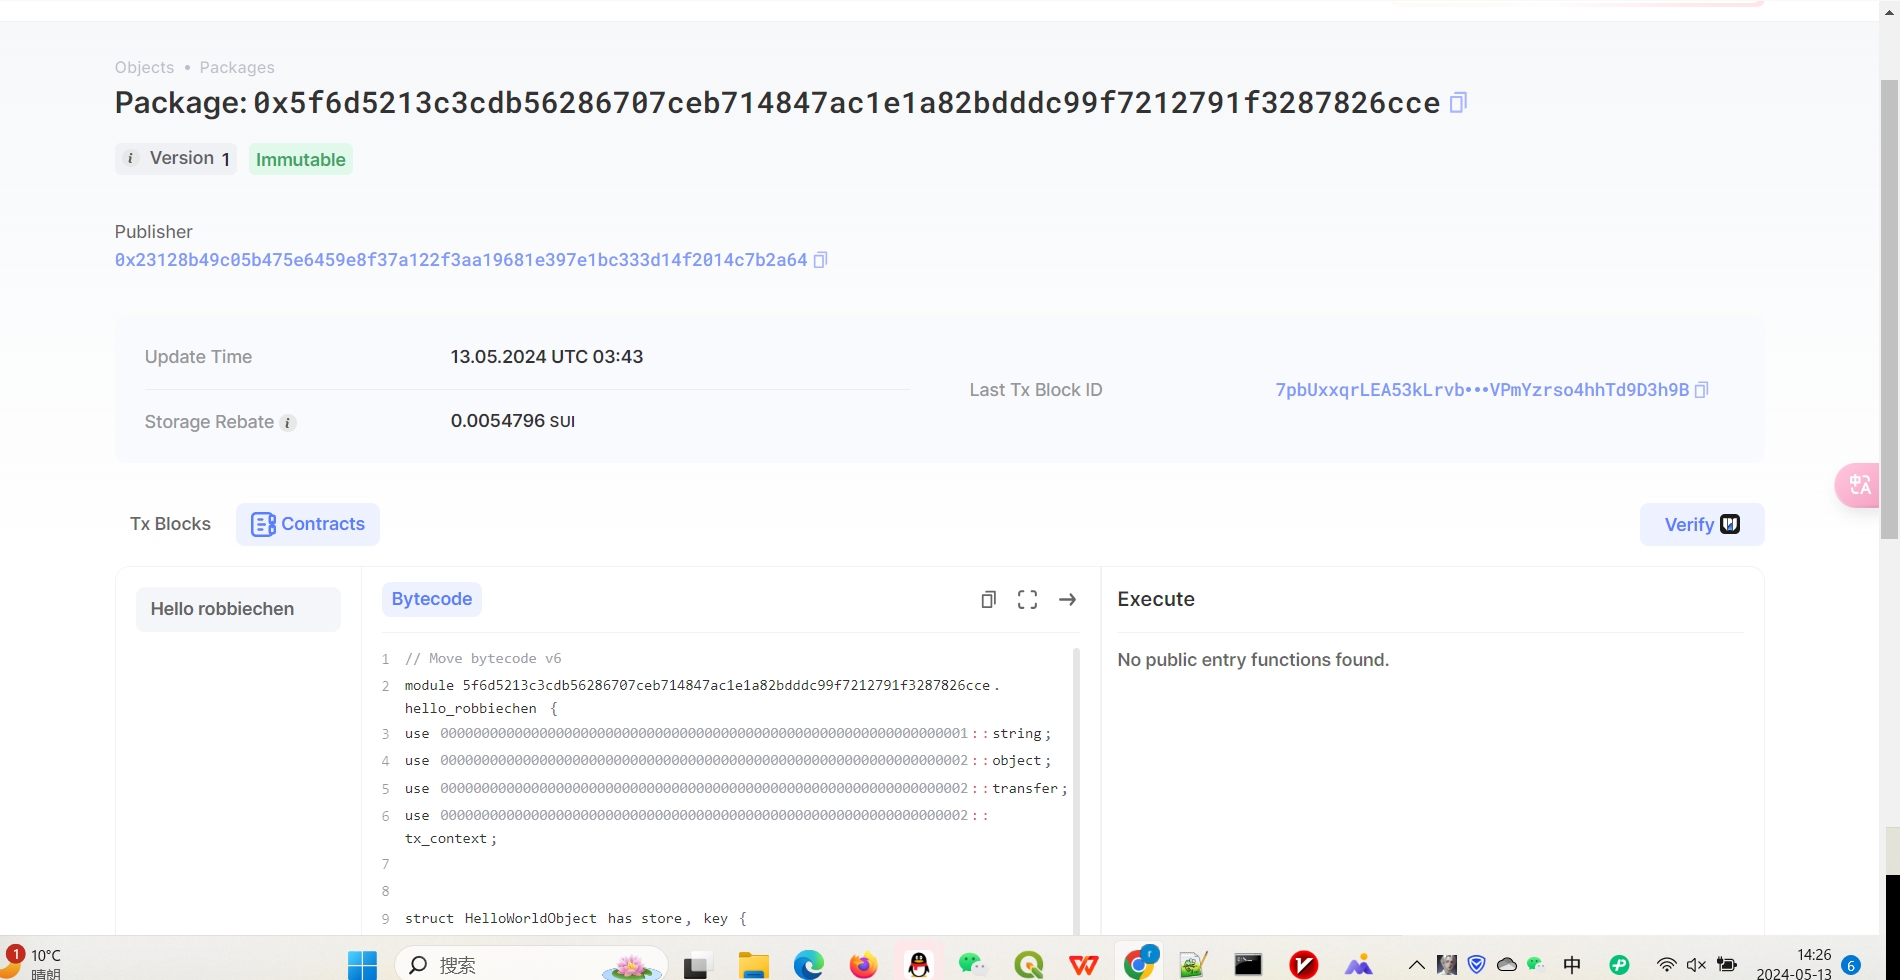 Objects • Packages
Package: 0x5f6d5213c3cdb56286707ceb714847ac1e1a82bdddc99f7212791f3287826cce
i Version 1 Immutable
Publisher
0x23128b49c05b475e6459e8f37a122f3aa19681e397e1bc333d14f2014c7b2a64
Update Time 13.05.2024 UTC 03:43
Last Tx Block ID 7pbUxxqrLEA53kLrvb•••VPmYzrso4hhTd9D3h9B
Storage Rebate i 0.0054796 SUI
Tx Blocks Contracts Verify
Hello robbiechen
Bytecode
Execute
No public entry functions found.
1 // Move bytecode v6
2 module 5f6d5213c3cdb56286707ceb714847ac1e1a82bdddc99f7212791f3287826cce.
hello_robbiechen {
3 use 0000000000000000000000000000000000000000000000000000000000000001::string;
4 use 0000000000000000000000000000000000000000000000000000000000000002::object;
5 use 0000000000000000000000000000000000000000000000000000000000000002::transfer;
6 use 0000000000000000000000000000000000000000000000000000000000000002::
tx_context;
7
8
9 struct HelloWorldObject has store, key {
1 10°C
晴朗
搜索
中
14:26
2024-05-13
6